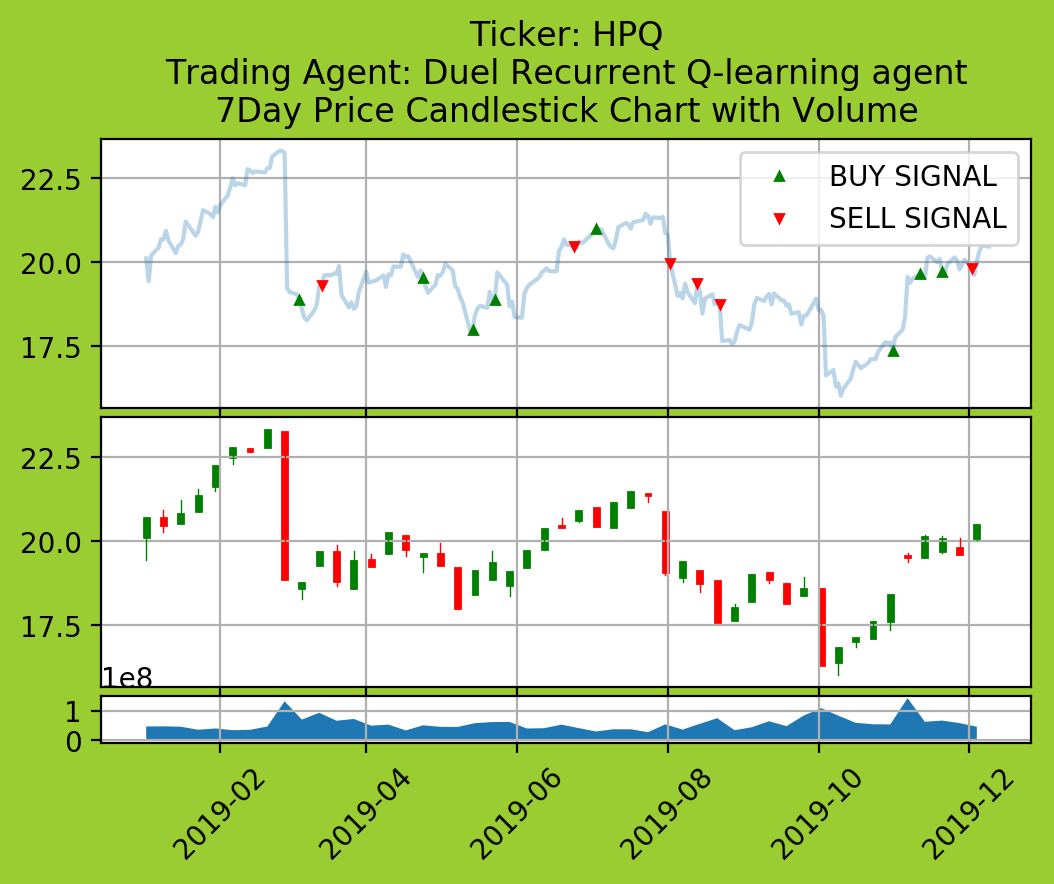 Ticker: HPQ
Trading Agent: Duel Recurrent Q-learning agent
7Day Price Candlestick Chart with Volume
22.5
20.0
17.5
BUY SIGNAL
SELL SIGNAL
22.5
20.0
17.5
1e8
1
0
2019-02
2019-04
2019-06
2019-08
2019-10
2019-12